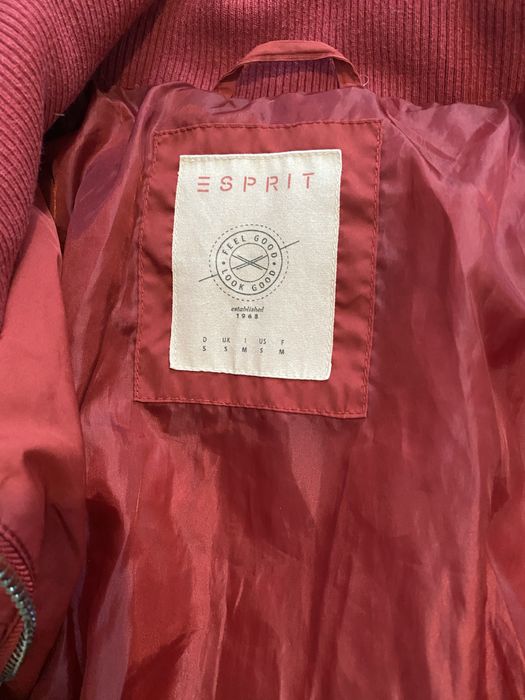 ESPRIT
FEEL GOOD
LOOK GOOD
established
1968
D UK I US F
S S M S M